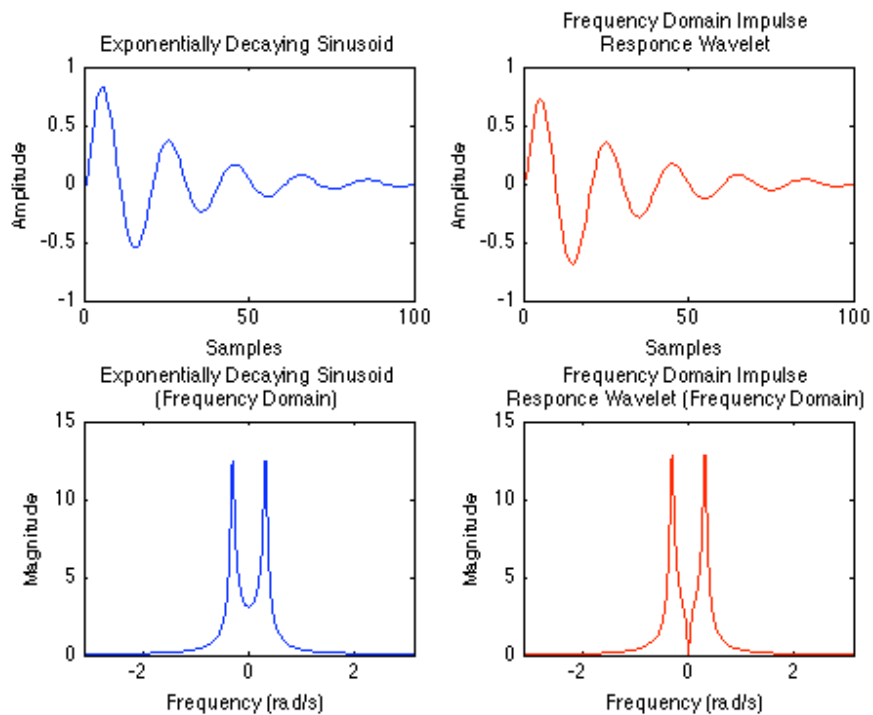 Exponentially Decaying Sinusoid
1
0.5
0
-0.5
-1
Amplitude
0
50
100
Samples
Frequency Domain Impulse
Responce Wavelet
1
0.5
0
-0.5
-1
Amplitude
0
50
100
Samples
Exponentially Decaying Sinusoid
(Frequency Domain)
15
10
5
0
Magnitude
-2
0
2
Frequency (rad/s)
Frequency Domain Impulse
Responce Wavelet (Frequency Domain)
15
10
5
0
Magnitude
-2
0
2
Frequency (rad/s)